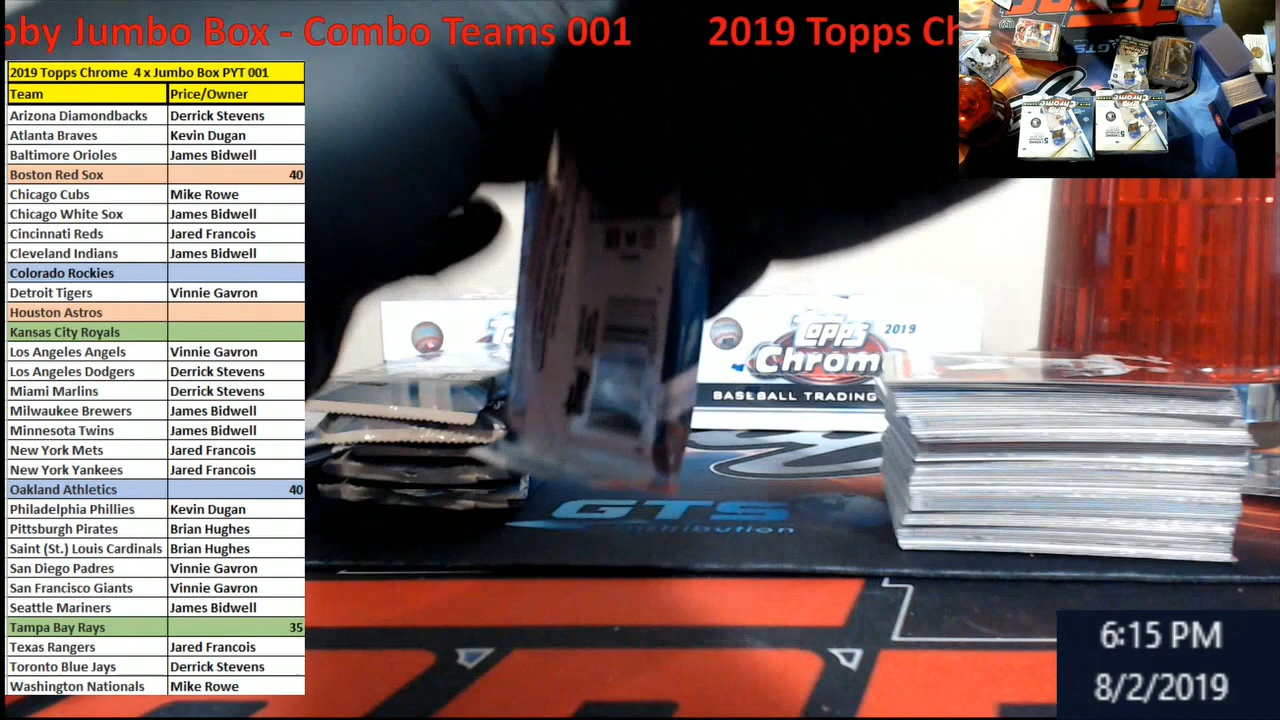 bby Jumbo Box - Combo Teams 001 2019 Topps Ch
2019 Topps Chrome 4 x Jumbo Box PYT 001
Team Price/Owner
Arizona Diamondbacks Derrick Stevens
Atlanta Braves Kevin Dugan
Baltimore Orioles James Bidwell
Boston Red Sox 40
Chicago Cubs Mike Rowe
Chicago White Sox James Bidwell
Cincinnati Reds Jared Francois
Cleveland Indians James Bidwell
Colorado Rockies
Detroit Tigers Vinnie Gavron
Houston Astros
Kansas City Royals
Los Angeles Angels Vinnie Gavron
Los Angeles Dodgers Derrick Stevens
Miami Marlins Derrick Stevens
Milwaukee Brewers James Bidwell
Minnesota Twins James Bidwell
New York Mets Jared Francois
New York Yankees Jared Francois
Oakland Athletics 40
Philadelphia Phillies Kevin Dugan
Pittsburgh Pirates Brian Hughes
Saint (St.) Louis Cardinals Brian Hughes
San Diego Padres Vinnie Gavron
San Francisco Giants Vinnie Gavron
Seattle Mariners James Bidwell
Tampa Bay Rays 35
Texas Rangers Jared Francois
Toronto Blue Jays Derrick Stevens
Washington Nationals Mike Rowe
Topps 2019
Chrom
BASEBALL TRADING
GTS
distribution
6:15 PM
8/2/2019